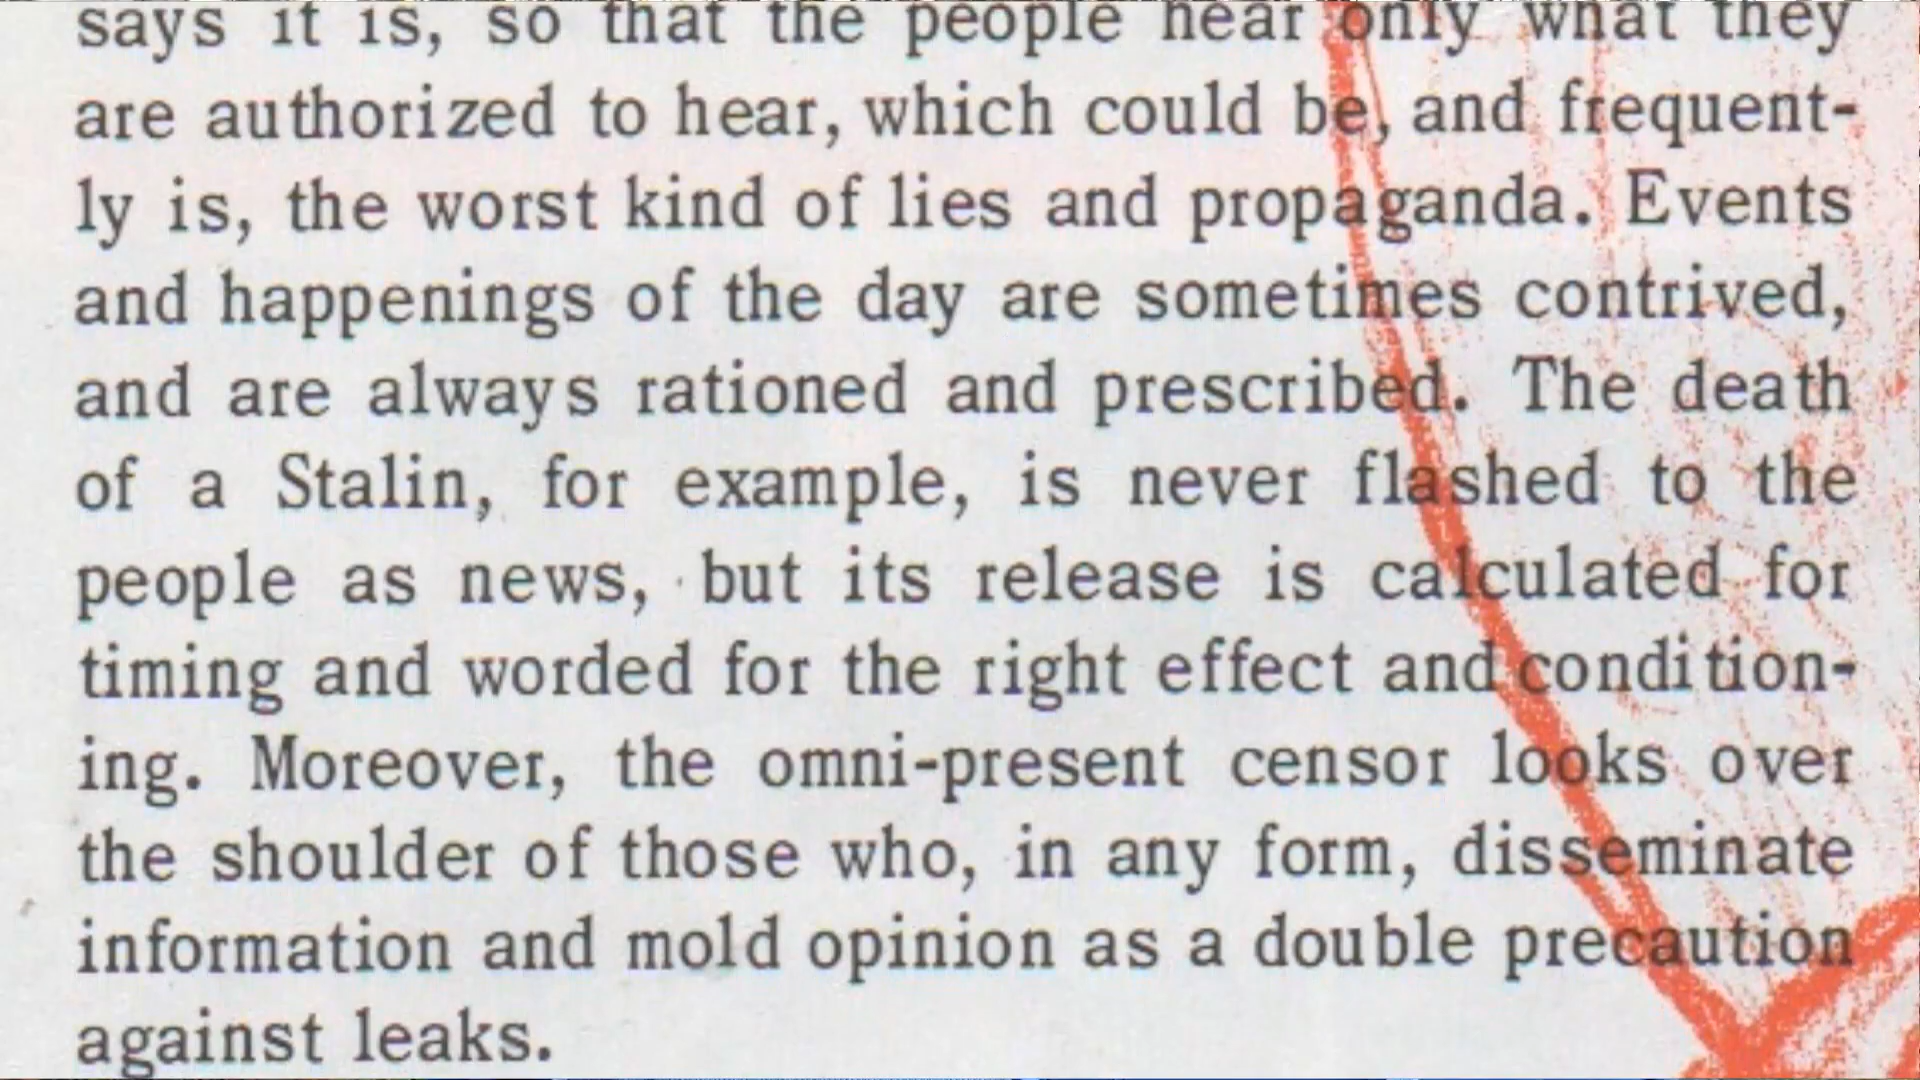 says it is, so that the people hear only what they
are authorized to hear, which could be, and frequent-
ly is, the worst kind of lies and propaganda. Events
and happenings of the day are sometimes contrived,
and are always rationed and prescribed. The death
of a Stalin, for example, is never flashed to the
people as news, but its release is calculated for
timing and worded for the right effect and condition-
ing. Moreover, the omni-present censor looks over
the shoulder of those who, in any form, disseminate
information and mold opinion as a double precaution
against leaks.